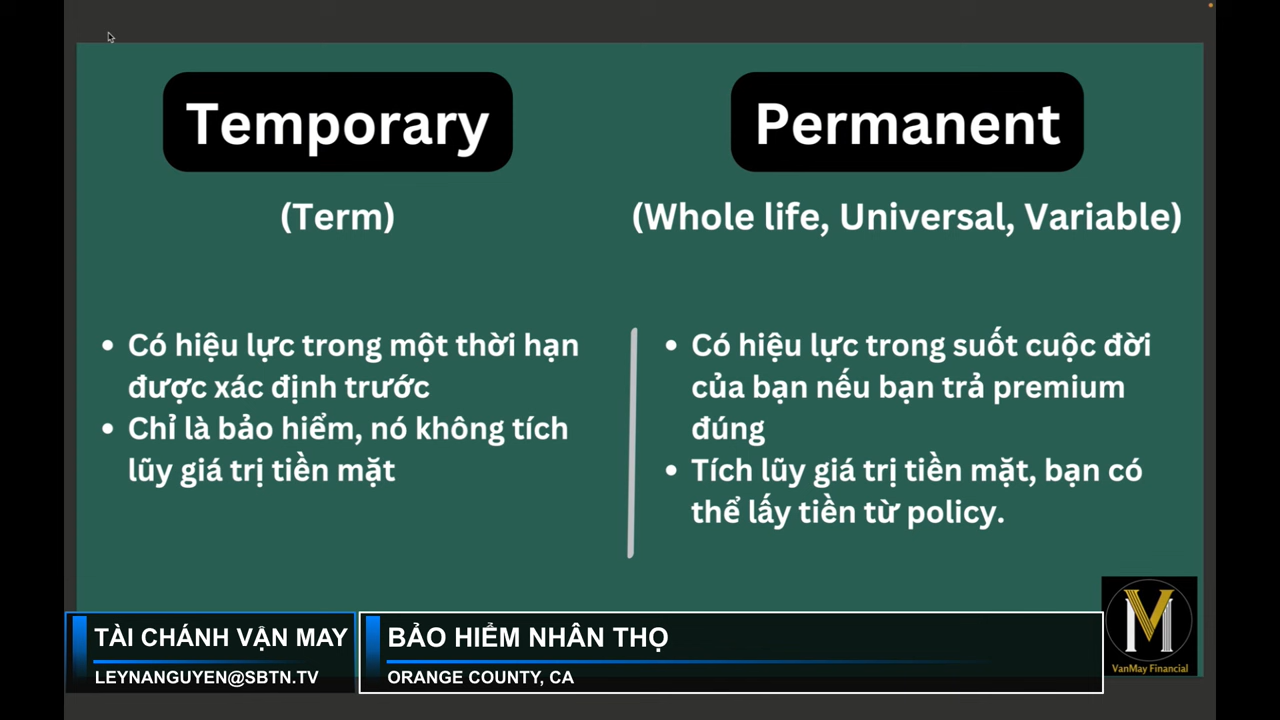 Temporary
(Term)
• Có hiệu lực trong một thời hạn
được xác định trước
• Chỉ là bảo hiểm, nó không tích
lũy giá trị tiền mặt
Permanent
(Whole life, Universal, Variable)
• Có hiệu lực trong suốt cuộc đời
của bạn nếu bạn trả premium
đúng
• Tích lũy giá trị tiền mặt, bạn có
thể lấy tiền từ policy.
VanMay Financial
TÀI CHÁNH VẬN MAY
LEYNANGUYEN@SBTN.TV
BẢO HIỂM NHÂN THỌ
ORANGE COUNTY, CA